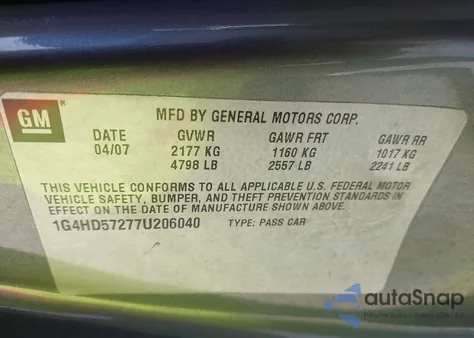 GM ®
MFD BY GENERAL MOTORS CORP.
DATE GVWR GAWR FRT GAWR RR
04/07 2177 KG 1160 KG 1017 KG
4798 LB 2557 LB 2241 LB
THIS VEHICLE CONFORMS TO ALL APPLICABLE U.S. FEDERAL MOTOR
VEHICLE SAFETY, BUMPER, AND THEFT PREVENTION STANDARDS IN
EFFECT ON THE DATE OF MANUFACTURE SHOWN ABOVE.
1G4HD57277U206040 TYPE: PASS CAR
autoSnap